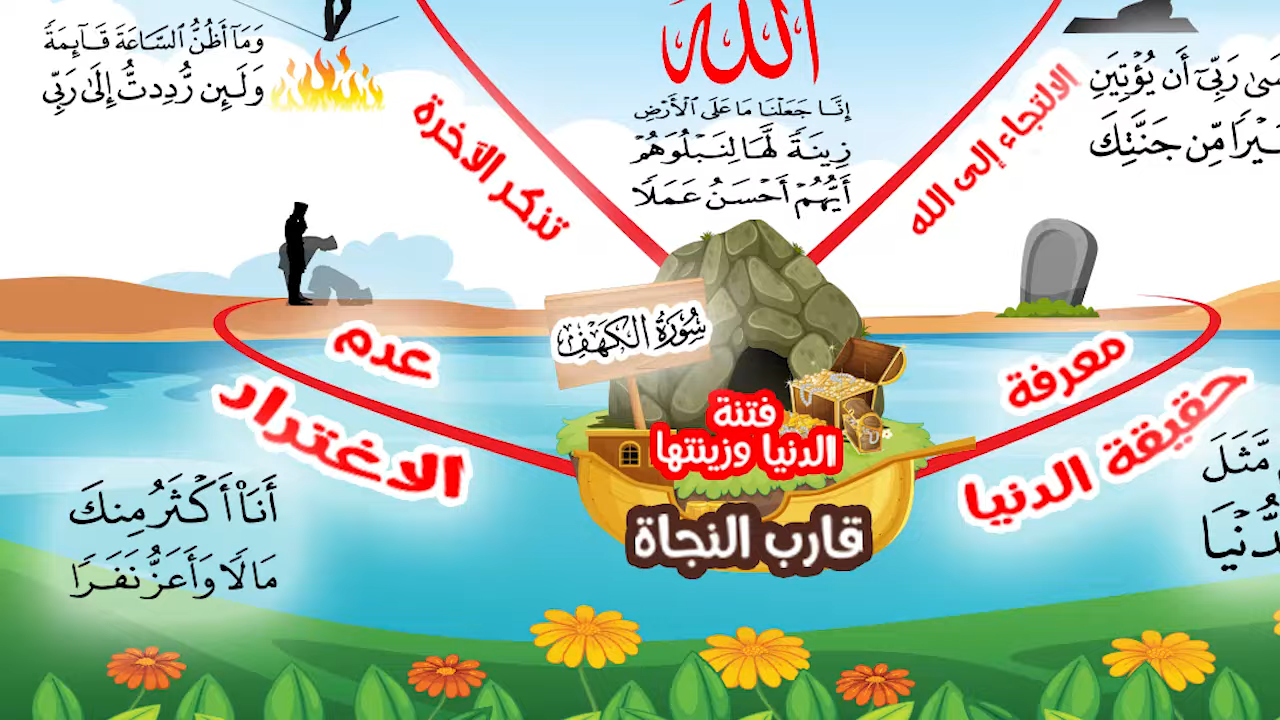 الله
إِنَّا جَعَلْنَا مَا عَلَى الْأَرْضِ
زِينَةً لَّهَا لِنَبْلُوَهُمْ
أَيُّهُمْ أَحْسَنُ عَمَلًا
الالتجاء إلى الله
رَبِّيٓ أَن يُؤْتِيَنِ
مِّن جَنَّتِكَ
تذكر الآخرة
وَمَآ أَظُنُّ ٱلسَّاعَةَ قَآئِمَةً
وَلَئِن رُّدِدتُّ إِلَىٰ رَبِّي
سُورَةُ الكَهْفِ
معرفة
حقيقة الدنيا
مَّثَلَ
عدم
الاغترار
أَنَا۠ أَكْثَرُ مِنكَ
مَالًا وَأَعَزُّ نَفَرًا
فتنة
الدنيا وزينتها
قارب النجاة